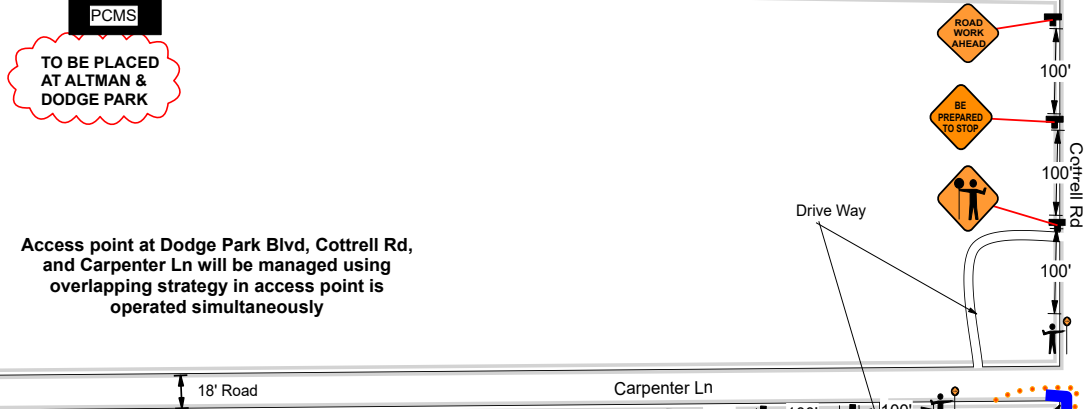 PCMS
TO BE PLACED
AT ALTMAN &
DODGE PARK
ROAD
WORK
AHEAD
100'
BE
PREPARED
TO STOP
100'
Cottrell Rd
Drive Way
100'
Access point at Dodge Park Blvd, Cottrell Rd,
and Carpenter Ln will be managed using
overlapping strategy in access point is
operated simultaneously
18' Road
Carpenter Ln
100'
100'